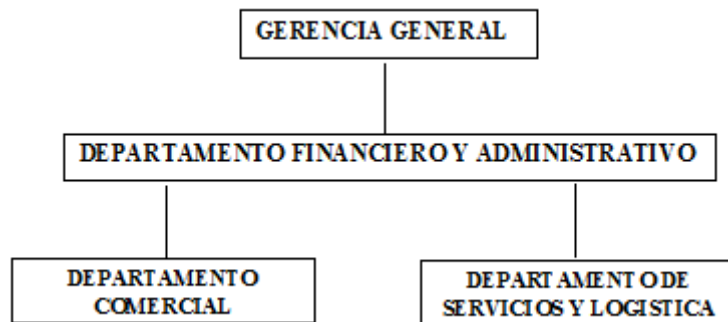 GERENCIA GENERAL
DEPARTAMENTO FINANCIERO Y ADMINISTRATIVO
DEPARTAMENTO
COMERCIAL
DEPARTAMENTO DE
SERVICIOS Y LOGISTICA